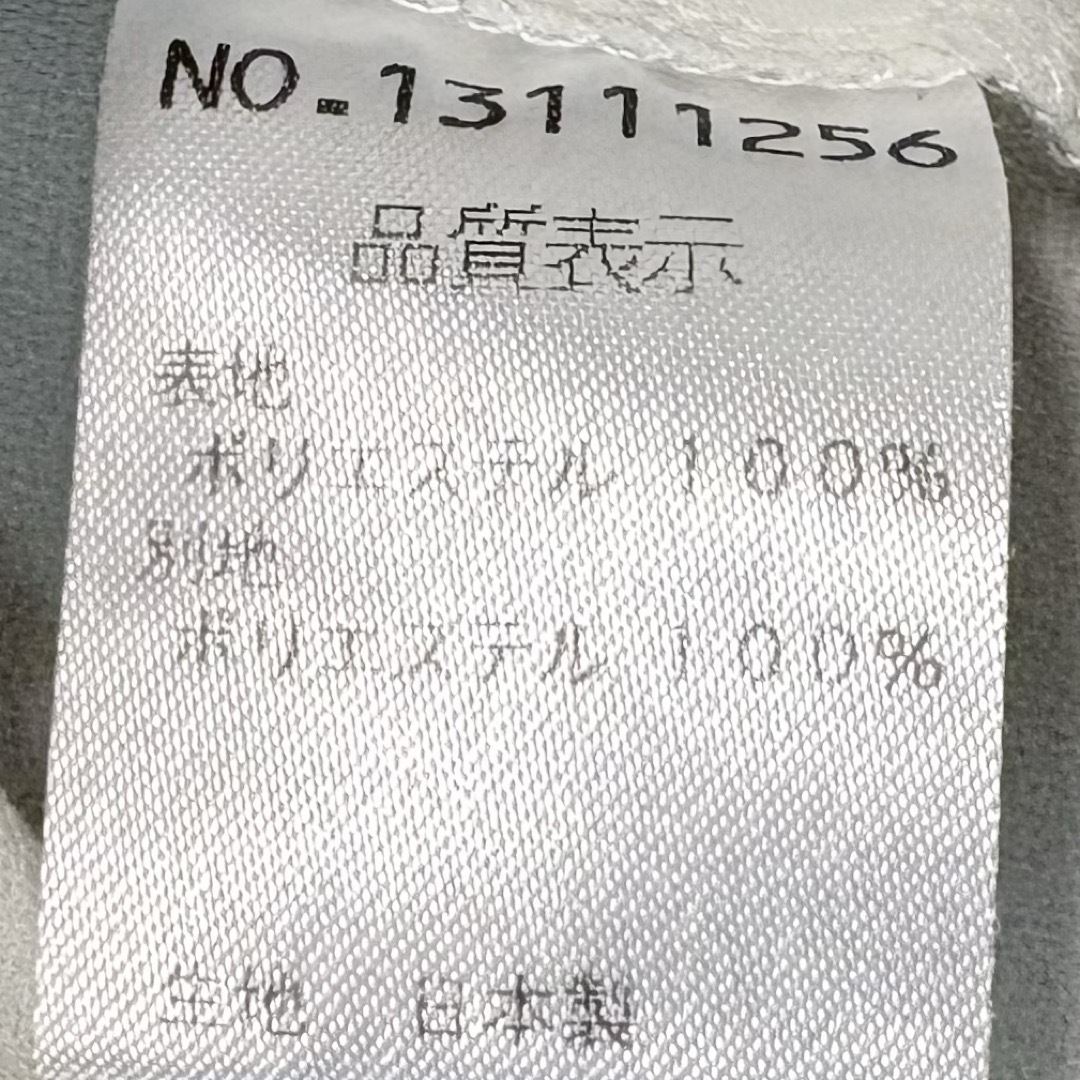 NO.13111256
品質表示
表地
ポリエステル 100%
別地
ポリエステル 100%
生地 日本製